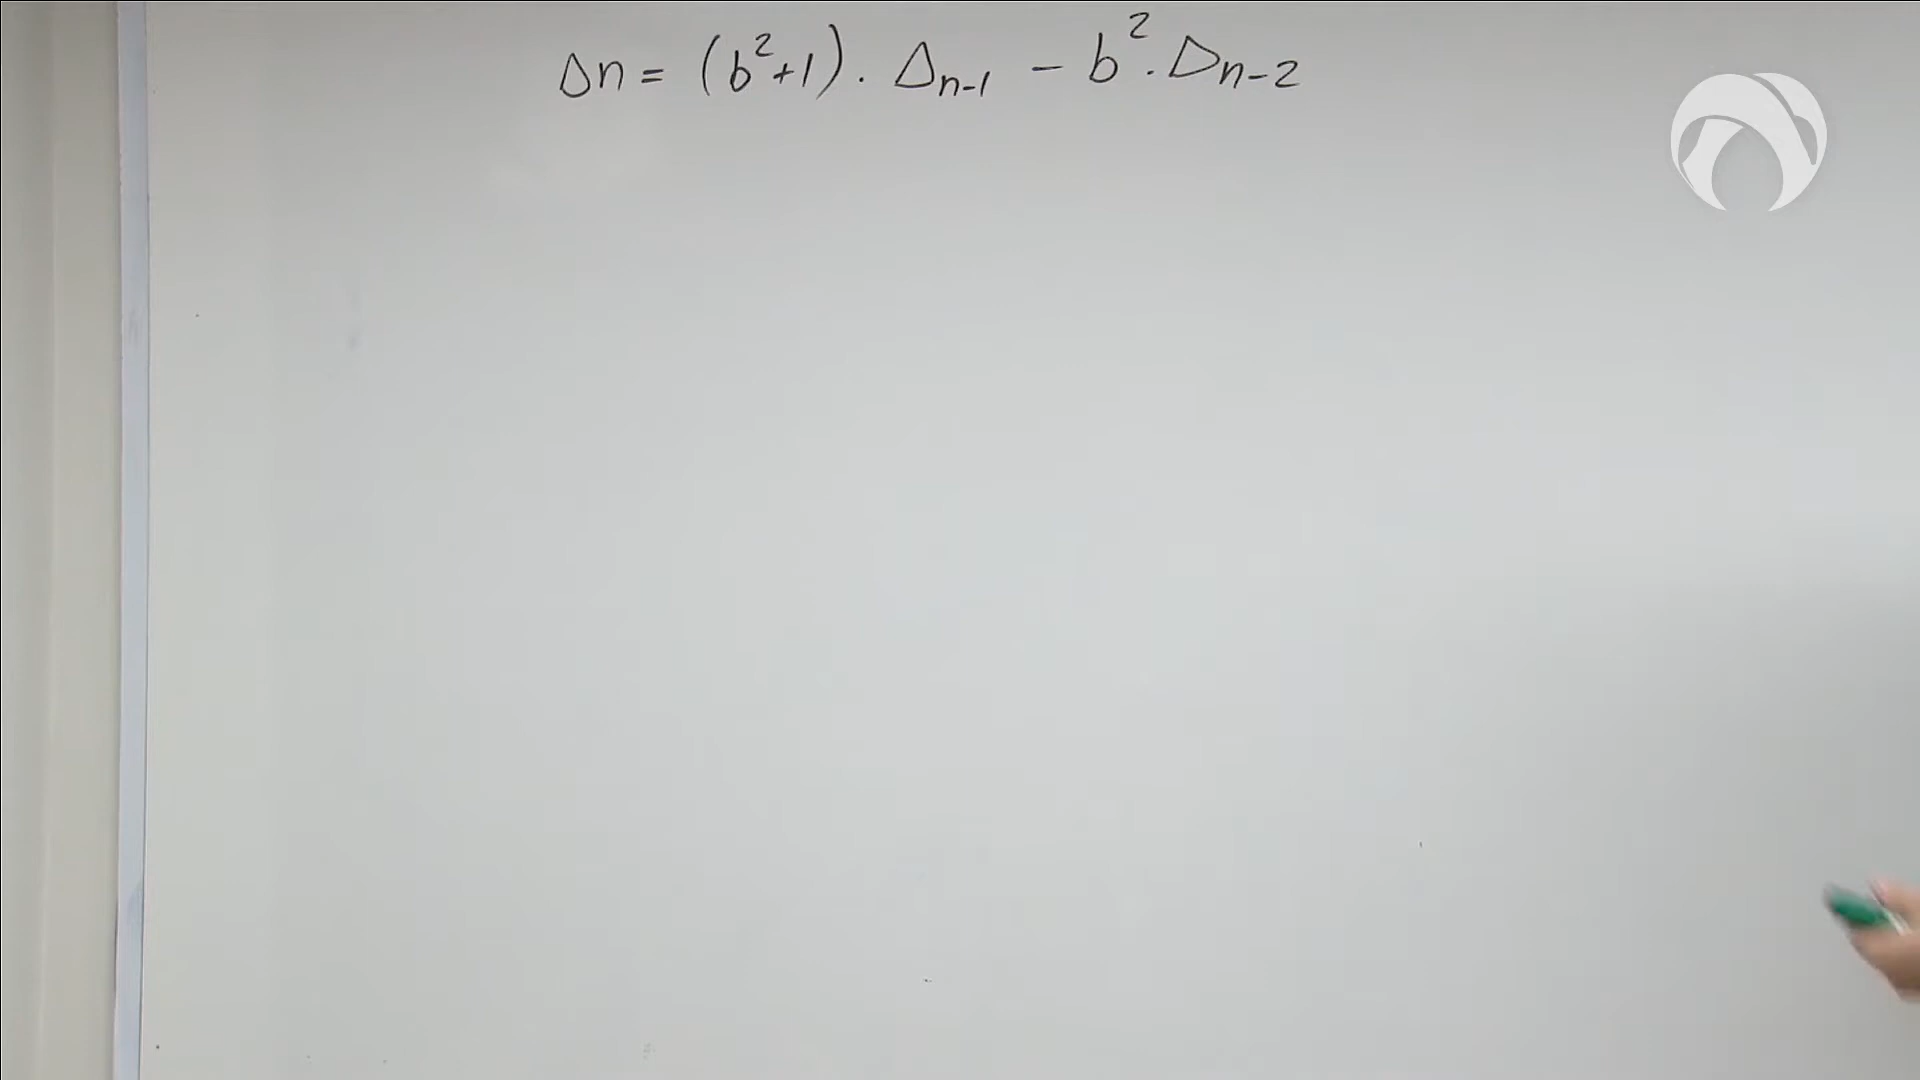 Δn = (b²+1) . Δₙ₋₁ - b² . Δₙ₋₂